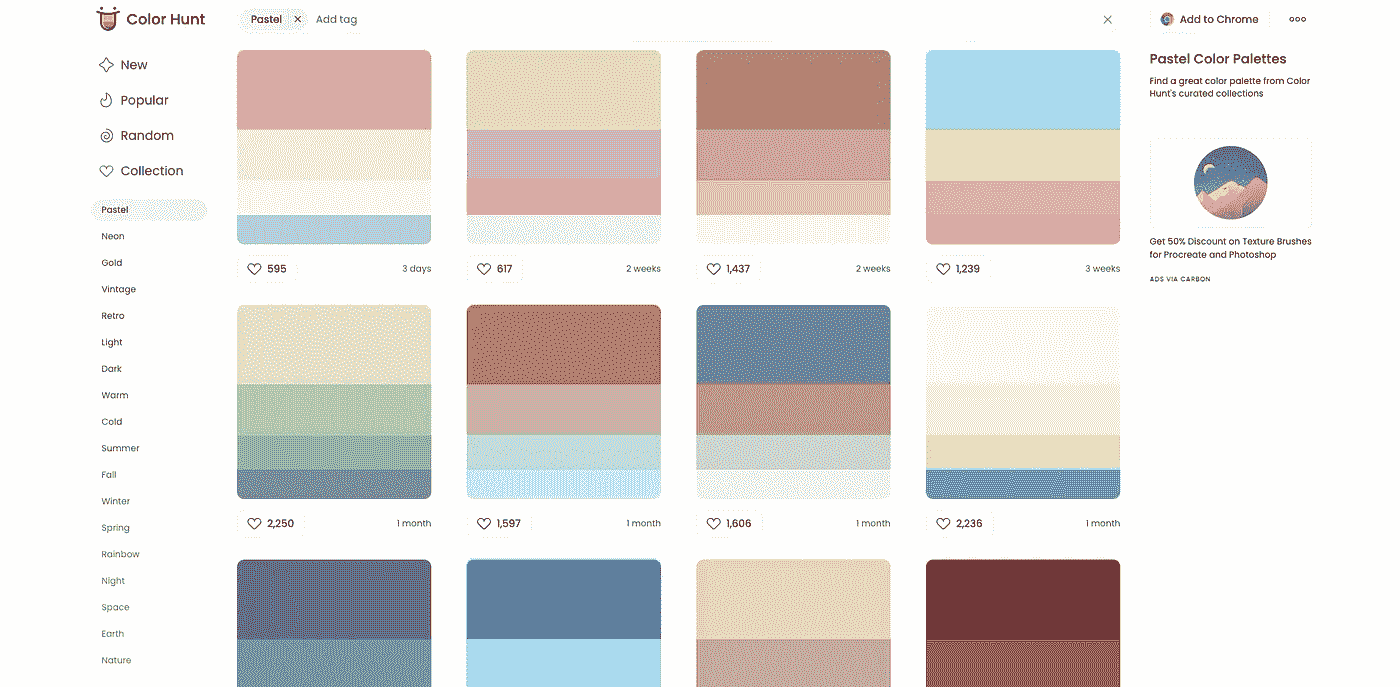 Color Hunt
Pastel ×
Add tag
Add to Chrome
New
Popular
Random
Collection
Pastel
Neon
Gold
Vintage
Retro
Light
Dark
Warm
Cold
Summer
Fall
Winter
Spring
Rainbow
Night
Space
Earth
Nature
595 3 days
617 2 weeks
1,437 2 weeks
1,239 3 weeks
2,250 1 month
1,597 1 month
1,606 1 month
2,236 1 month
Pastel Color Palettes
Find a great color palette from Color
Hunt's curated collections
Get 50% Discount on Texture Brushes
for Procreate and Photoshop
ADS VIA CARBON